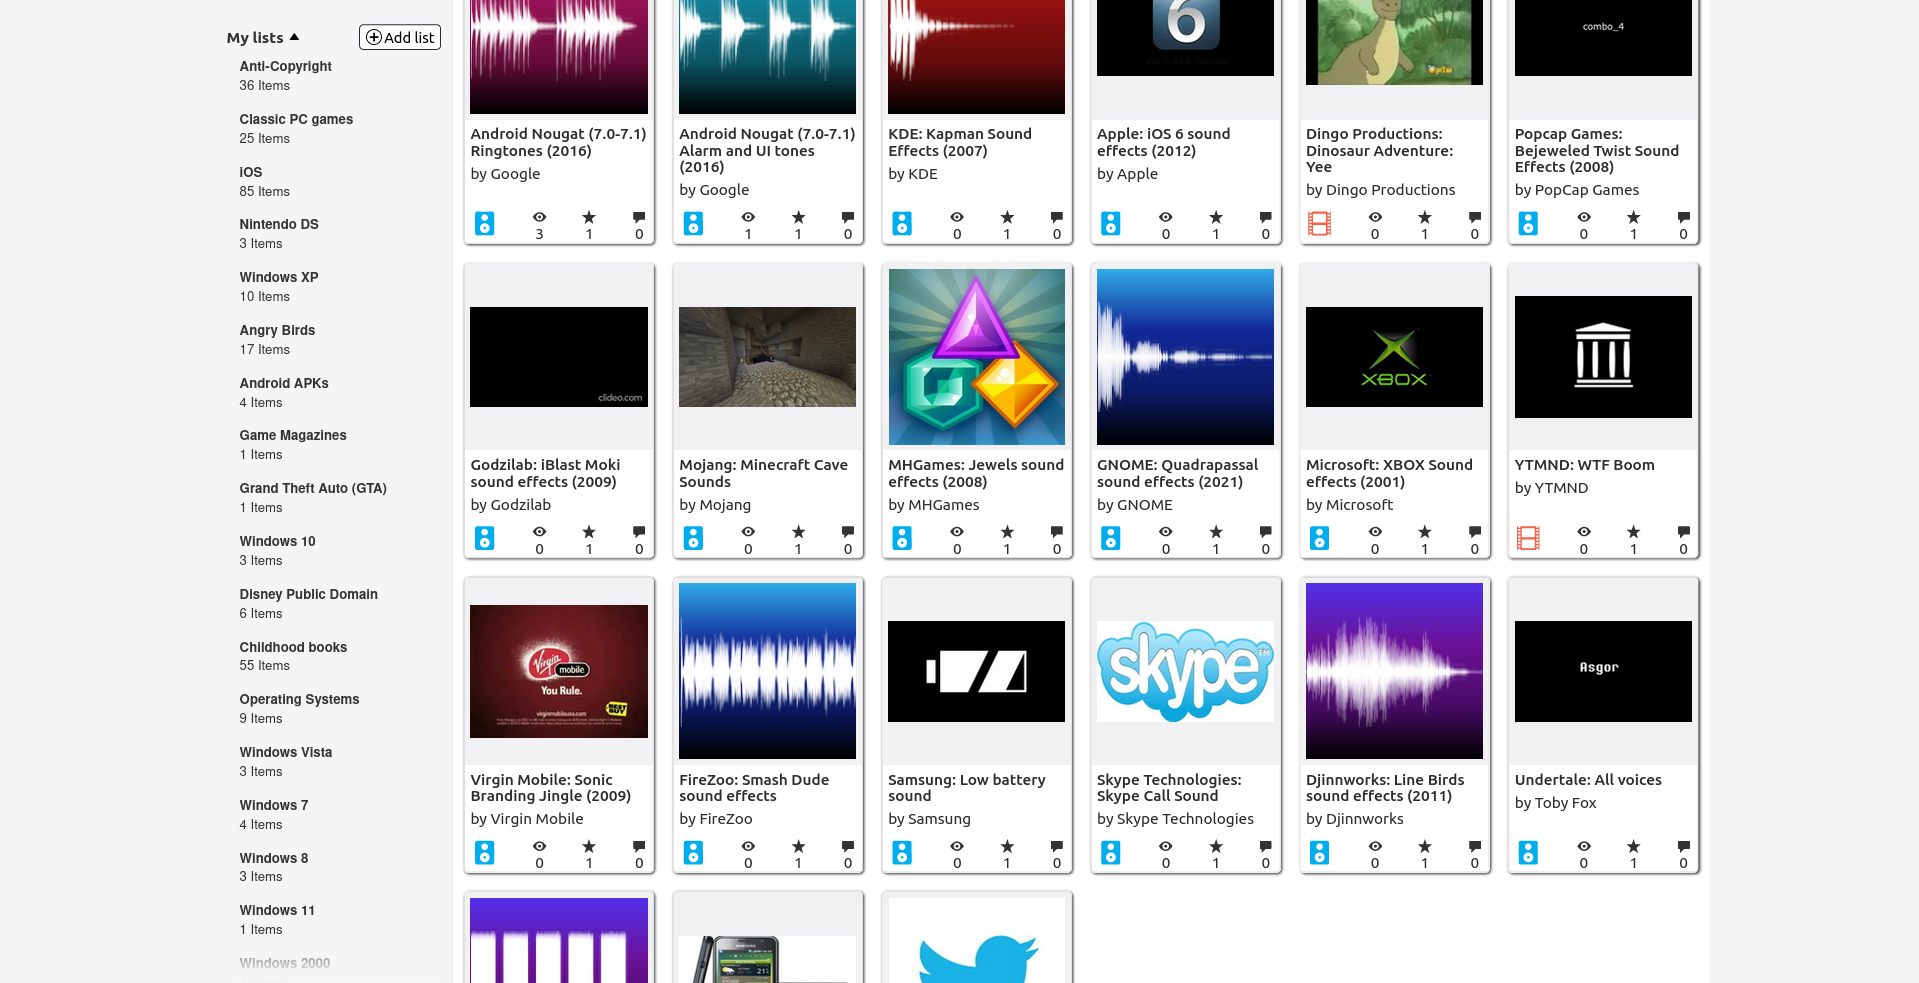 My lists
Add list
Anti-Copyright
36 Items
Classic PC games
25 Items
iOS
85 Items
Nintendo DS
3 Items
Windows XP
10 Items
Angry Birds
17 Items
Android APKs
4 Items
Game Magazines
1 Items
Grand Theft Auto (GTA)
1 Items
Windows 10
3 Items
Disney Public Domain
6 Items
Childhood books
55 Items
Operating Systems
9 Items
Windows Vista
3 Items
Windows 7
4 Items
Windows 8
3 Items
Windows 11
1 Items
Windows 2000
Android Nougat (7.0-7.1)
Ringtones (2016)
by Google
3
1
0
Android Nougat (7.0-7.1)
Alarm and UI tones
(2016)
by Google
1
1
0
KDE: Kapman Sound
Effects (2007)
by KDE
0
1
0
6
iOS 6 RAW Sounds
Apple: iOS 6 sound
effects (2012)
by Apple
0
1
0
Dingo Productions:
Dinosaur Adventure:
Yee
by Dingo Productions
0
1
0
combo_4
Popcap Games:
Bejeweled Twist Sound
Effects (2008)
by PopCap Games
0
1
0
clideo.com
Godzilab: iBlast Moki
sound effects (2009)
by Godzilab
0
1
0
Mojang: Minecraft Cave
Sounds
by Mojang
0
1
0
MHGames: Jewels sound
effects (2008)
by MHGames
0
1
0
GNOME: Quadrapassal
sound effects (2021)
by GNOME
0
1
0
XBOX
Microsoft: XBOX Sound
effects (2001)
by Microsoft
0
1
0
YTMND: WTF Boom
by YTMND
0
1
0
Virgin
mobile
You Rule.
virginmobileusa.com
BEST BUY
Virgin Mobile: Sonic
Branding Jingle (2009)
by Virgin Mobile
0
1
0
FireZoo: Smash Dude
sound effects
by FireZoo
0
1
0
Samsung: Low battery
sound
by Samsung
0
1
0
skype™
Skype Technologies:
Skype Call Sound
by Skype Technologies
0
1
0
Djinnworks: Line Birds
sound effects (2011)
by Djinnworks
0
1
0
Asgor
Undertale: All voices
by Toby Fox
0
1
0
SAMSUNG